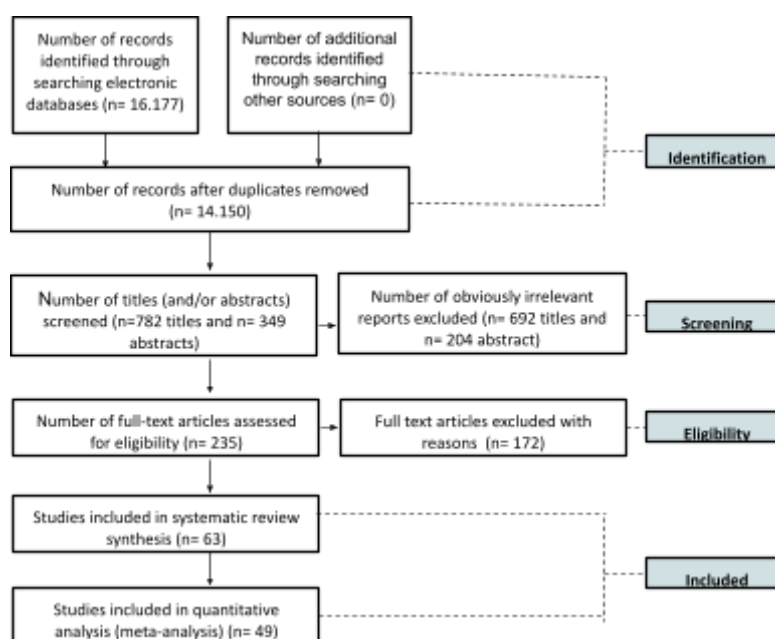 Number of records
identified through
searching electronic
databases (n= 16.177)
Number of additional
records identified
through searching
other sources (n= 0)
Identification
Number of records after duplicates removed
(n= 14.150)
Number of titles (and/or abstracts)
screened (n=782 titles and n= 349
abstracts)
Number of obviously irrelevant
reports excluded (n= 692 titles and
n= 204 abstract)
Screening
Number of full-text articles assessed
for eligibility (n= 235)
Full text articles excluded with
reasons (n= 172)
Eligibility
Studies included in systematic review
synthesis (n= 63)
Included
Studies included in quantitative
analysis (meta-analysis) (n= 49)